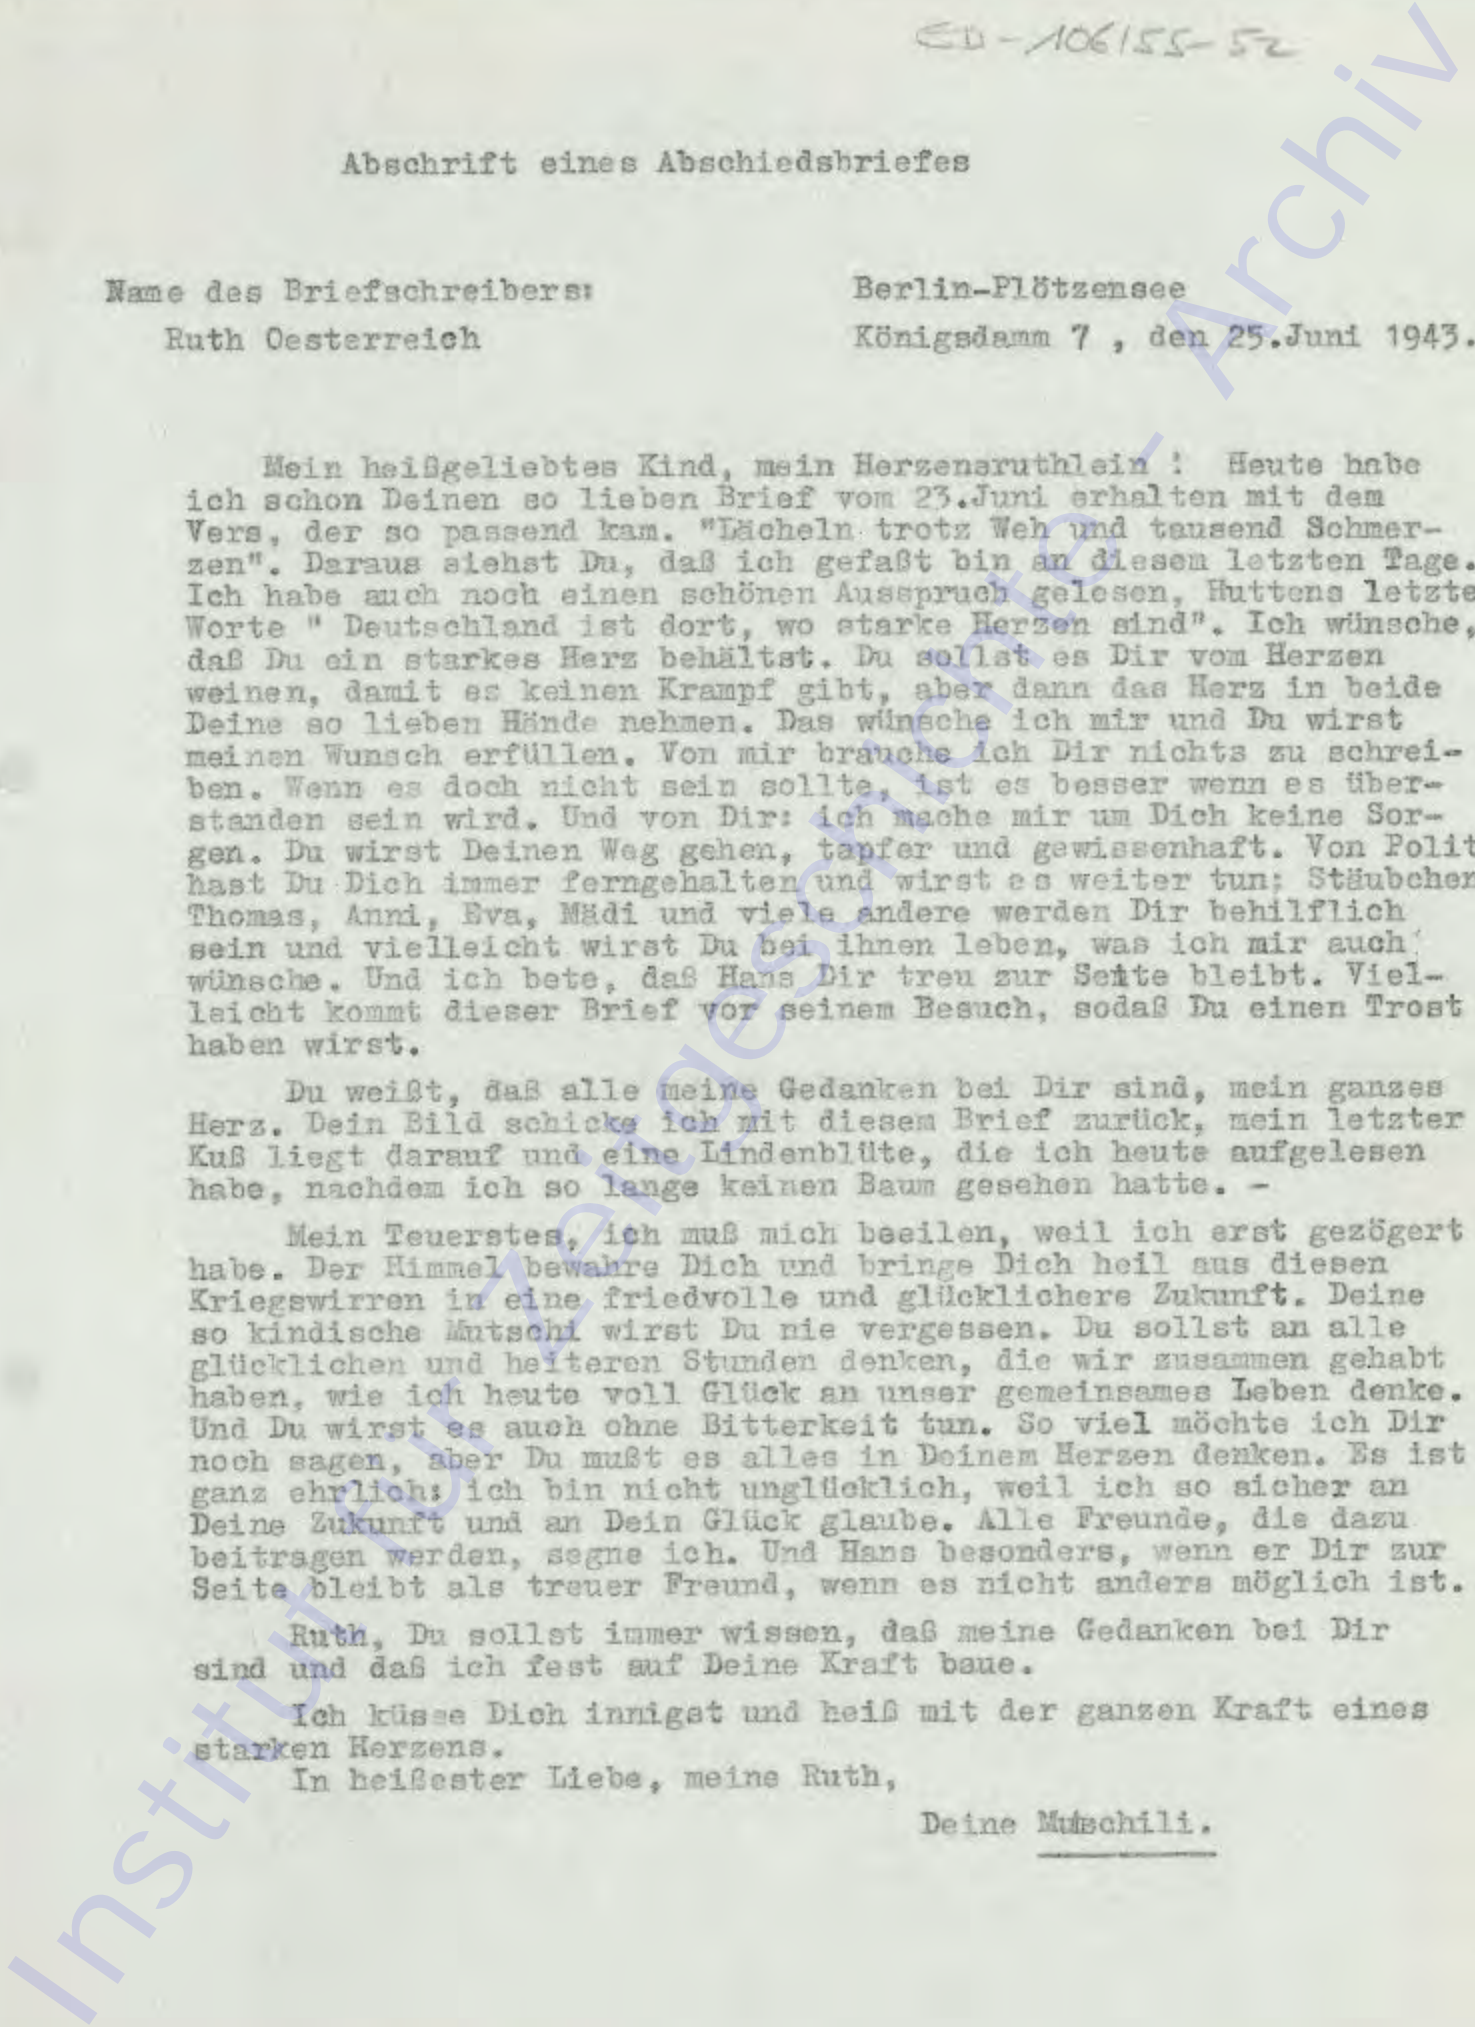 ED-106/55-52
Abschrift eines Abschiedsbriefes
Name des Briefschreibers:
Ruth Oesterreich
Berlin-Plötzensee
Königsdamm 7 , den 25.Juni 1943.
Mein heißgeliebtes Kind, mein Herzensruthlein ! Heute habe
ich schon Deinen so lieben Brief vom 23.Juni erhalten mit dem
Vers, der so passend kam. "Lächeln trotz Weh und tausend Schmer-
zen". Daraus siehst Du, daß ich gefaßt bin an diesem letzten Tage.
Ich habe auch noch einen schönen Ausspruch gelesen, Huttens letzte
Worte " Deutschland ist dort, wo starke Herzen sind". Ich wünsche,
daß Du ein starkes Herz behältst. Du sollst es Dir vom Herzen
weinen, damit es keinen Krampf gibt, aber dann das Herz in beide
Deine so lieben Hände nehmen. Das wünsche ich mir und Du wirst
meinen Wunsch erfüllen. Von mir brauche ich Dir nichts zu schrei-
ben. Wenn es doch nicht sein sollte, ist es besser wenn es über-
standen sein wird. Und von Dir: ich mache mir um Dich keine Sor-
gen. Du wirst Deinen Weg gehen, tapfer und gewissenhaft. Von Polit
hast Du Dich immer ferngehalten und wirst es weiter tun; Stäubchen
Thomas, Anni, Eva, Mädi und viele andere werden Dir behilflich
sein und vielleicht wirst Du bei ihnen leben, was ich mir auch
wünsche. Und ich bete, daß Hans Dir treu zur Seite bleibt. Viel-
leicht kommt dieser Brief vor seinem Besuch, sodaß Du einen Trost
haben wirst.
Du weißt, daß alle meine Gedanken bei Dir sind, mein ganzes
Herz. Dein Bild schicke ich mit diesem Brief zurück, mein letzter
Kuß liegt darauf und eine Lindenblüte, die ich heute aufgelesen
habe, nachdem ich so lange keinen Baum gesehen hatte. -
Mein Teuerstes, ich muß mich beeilen, weil ich erst gezögert
habe. Der Himmel bewahre Dich und bringe Dich heil aus diesen
Kriegswirren in eine friedvolle und glücklichere Zukunft. Deine
so kindische Mutschi wirst Du nie vergessen. Du sollst an alle
glücklichen und heiteren Stunden denken, die wir zusammen gehabt
haben, wie ich heute voll Glück an unser gemeinsames Leben denke.
Und Du wirst es auch ohne Bitterkeit tun. So viel möchte ich Dir
noch sagen, aber Du mußt es alles in Deinem Herzen denken. Es ist
ganz ehrlich: ich bin nicht unglücklich, weil ich so sicher an
Deine Zukunft und an Dein Glück glaube. Alle Freunde, die dazu
beitragen werden, segne ich. Und Hans besonders, wenn er Dir zur
Seite bleibt als treuer Freund, wenn es nicht anders möglich ist.
Ruth, Du sollst immer wissen, daß meine Gedanken bei Dir
sind und daß ich fest auf Deine Kraft baue.
Ich küsse Dich innigst und heiß mit der ganzen Kraft eines
starken Herzens.
In heißester Liebe, meine Ruth,
Deine Mutschili.
Institut für Zeitgeschichte - Archiv